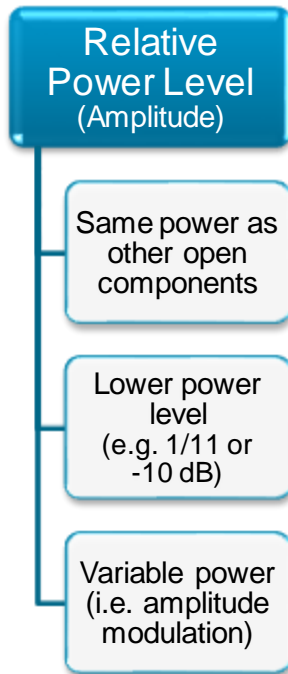 Relative
Power Level
(Amplitude)
Same power as
other open
components
Lower power
level
(e.g. 1/11 or
-10 dB)
Variable power
(i.e. amplitude
modulation)